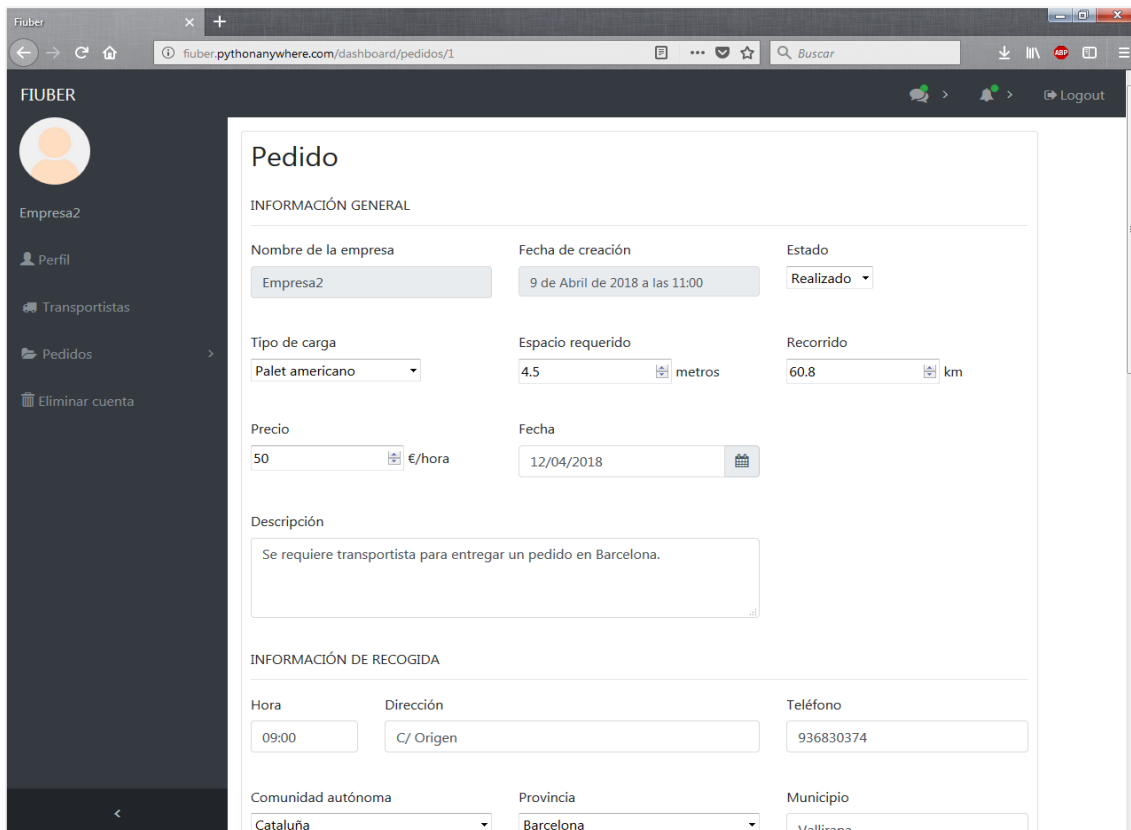 Fiuber
fiuber.pythonanywhere.com/dashboard/pedidos/1
Buscar
ABP
FIUBER
Logout
Empresa2
Perfil
Transportistas
Pedidos
Eliminar cuenta
Pedido
INFORMACIÓN GENERAL
Nombre de la empresa Fecha de creación Estado
Empresa2 9 de Abril de 2018 a las 11:00 Realizado
Tipo de carga Espacio requerido Recorrido
Palet americano 4.5 metros 60.8 km
Precio Fecha
50 €/hora 12/04/2018
Descripción
Se requiere transportista para entregar un pedido en Barcelona.
INFORMACIÓN DE RECOGIDA
Hora Dirección Teléfono
09:00 C/ Origen 936830374
Comunidad autónoma Provincia Municipio
Cataluña Barcelona Vallirana